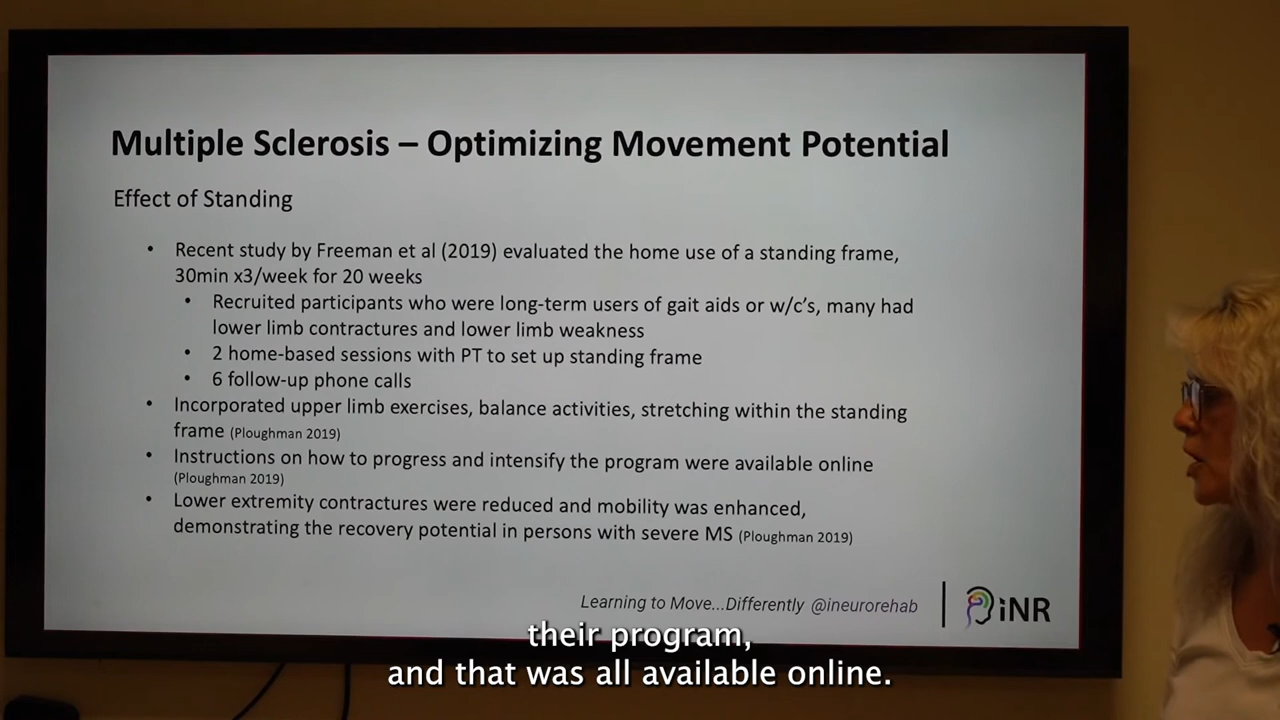 Multiple Sclerosis – Optimizing Movement Potential
Effect of Standing
• Recent study by Freeman et al (2019) evaluated the home use of a standing frame,
30min x3/week for 20 weeks
• Recruited participants who were long-term users of gait aids or w/c's, many had
lower limb contractures and lower limb weakness
• 2 home-based sessions with PT to set up standing frame
• 6 follow-up phone calls
• Incorporated upper limb exercises, balance activities, stretching within the standing
frame (Ploughman 2019)
• Instructions on how to progress and intensify the program were available online
(Ploughman 2019)
• Lower extremity contractures were reduced and mobility was enhanced,
demonstrating the recovery potential in persons with severe MS (Ploughman 2019)
Learning to Move...Differently @ineurorehab
iNR
their program,
and that was all available online.